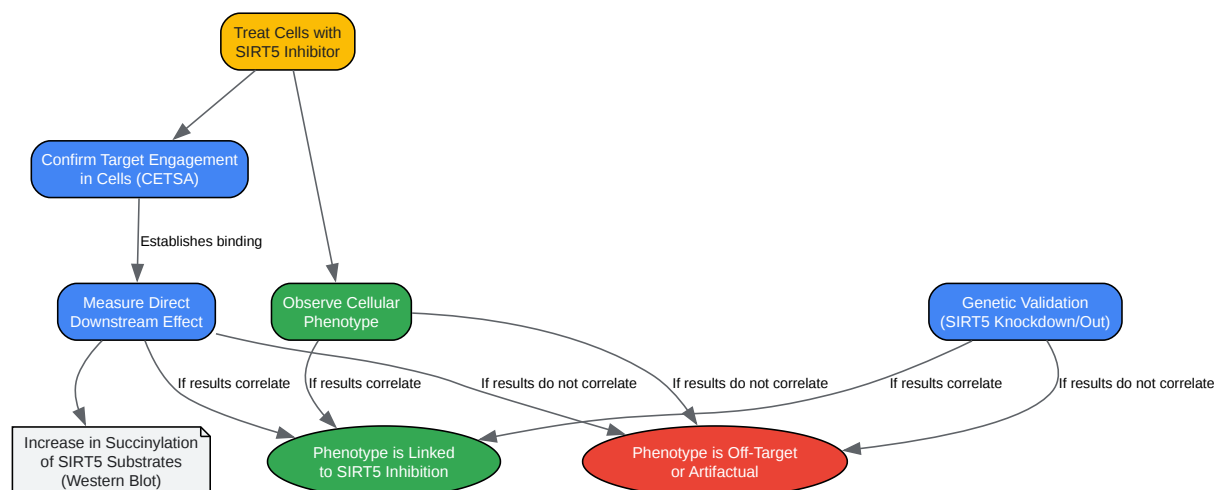 Treat Cells with
SIRT5 Inhibitor
Confirm Target Engagement
in Cells (CETSA)
Establishes binding
Measure Direct
Downstream Effect
Observe Cellular
Phenotype
Genetic Validation
(SIRT5 Knockdown/Out)
If results correlate
If results correlate
If results do not correlate
If results do not correlate
If results correlate
If results do not correlate
Increase in Succinylation
of SIRT5 Substrates
(Western Blot)
Phenotype is Linked
to SIRT5 Inhibition
Phenotype is Off-Target
or Artifactual